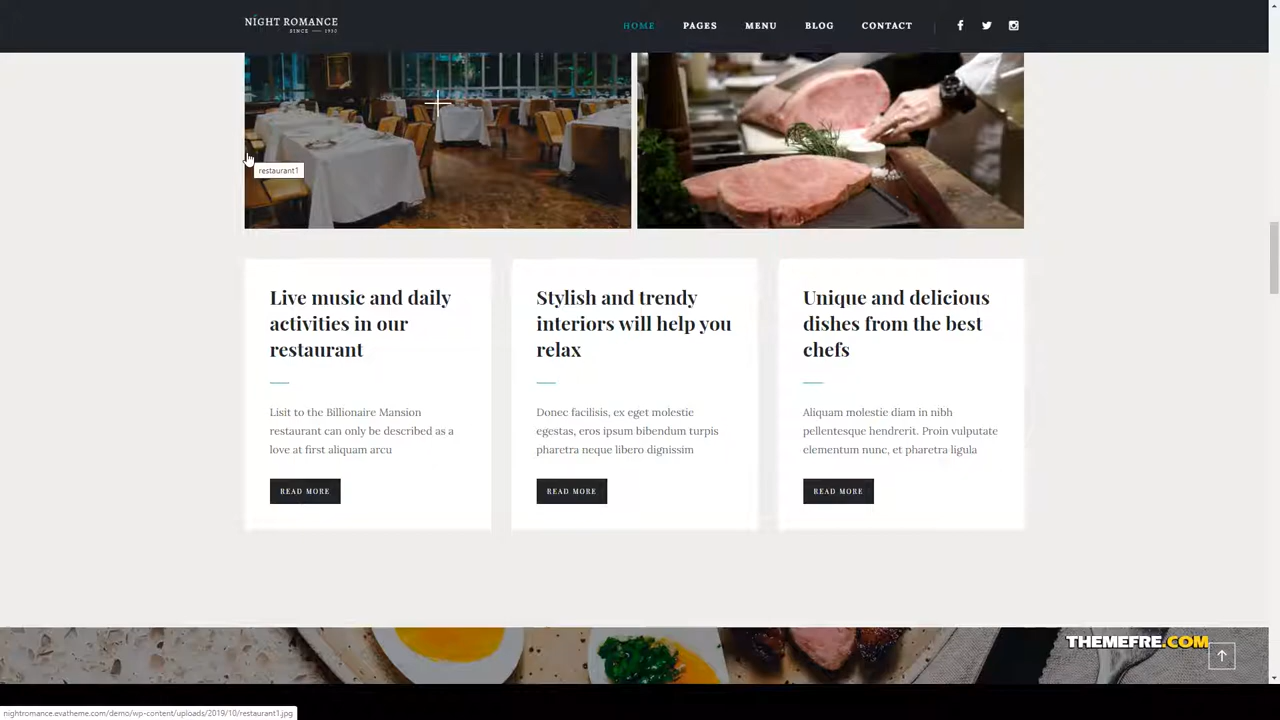 NIGHT ROMANCE
SINCE — 1950
HOME PAGES MENU BLOG CONTACT
restaurant1
Live music and daily
activities in our
restaurant
Lisit to the Billionaire Mansion
restaurant can only be described as a
love at first aliquam arcu
READ MORE
Stylish and trendy
interiors will help you
relax
Donec facilisis, ex eget molestie
egestas, eros ipsum bibendum turpis
pharetra neque libero dignissim
READ MORE
Unique and delicious
dishes from the best
chefs
Aliquam molestie diam in nibh
pellentesque hendrerit. Proin vulputate
elementum nunc, et pharetra ligula
READ MORE
THEMEFRE.COM
nightromance.evatheme.com/demo/wp-content/uploads/2019/10/restaurant1.jpg